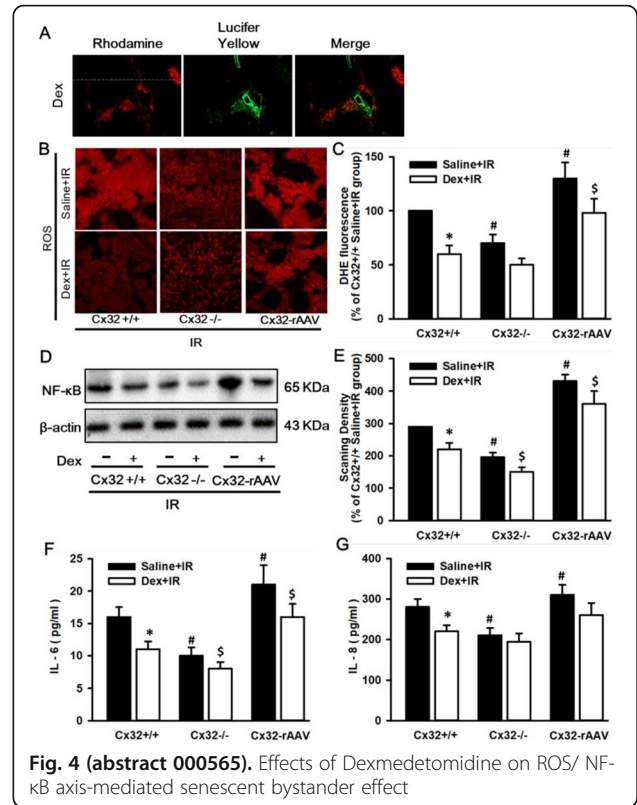 A
Rhodamine
Lucifer
Yellow
Merge
Dex
B
ROS
Saline+IR
Dex+IR
Cx32+/+
Cx32-/-
Cx32-rAAV
IR
C
Saline+IR
Dex+IR
DHE fluorescence
(% of Cx32+/+ Saline+IR group)
150
100
50
0
*
#
#
$
Cx32+/+
Cx32-/-
Cx32-rAAV
D
NF-κB
65 KDa
β-actin
43 KDa
Dex
− + − + − +
Cx32+/+
Cx32-/-
Cx32-rAAV
IR
E
Saline+IR
Dex+IR
Scaning Density
(% of Cx32+/+ Saline+IR group)
500
400
300
200
100
0
*
#
$
#
$
Cx32+/+
Cx32-/-
Cx32-rAAV
F
Saline+IR
Dex+IR
IL - 6 ( pg/ml )
25
20
15
10
5
0
*
#
$
#
$
Cx32+/+
Cx32-/-
Cx32-rAAV
G
Saline+IR
Dex+IR
IL - 8 ( pg/ml )
400
300
200
100
0
*
#
#
Cx32+/+
Cx32-/-
Cx32-rAAV
Fig. 4 (abstract 000565). Effects of Dexmedetomidine on ROS/ NF-
κB axis-mediated senescent bystander effect